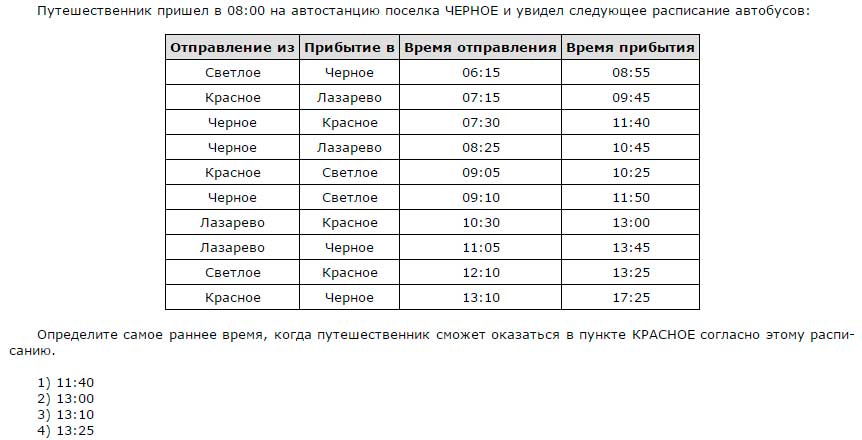 Путешественник пришел в 08:00 на автостанцию поселка ЧЕРНОЕ и увидел следующее расписание автобусов:
Отправление из Прибытие в Время отправления Время прибытия
Светлое Черное 06:15 08:55
Красное Лазарево 07:15 09:45
Черное Красное 07:30 11:40
Черное Лазарево 08:25 10:45
Красное Светлое 09:05 10:25
Черное Светлое 09:10 11:50
Лазарево Красное 10:30 13:00
Лазарево Черное 11:05 13:45
Светлое Красное 12:10 13:25
Красное Черное 13:10 17:25
Определите самое раннее время, когда путешественник сможет оказаться в пункте КРАСНОЕ согласно этому распи-
санию.
1) 11:40
2) 13:00
3) 13:10
4) 13:25